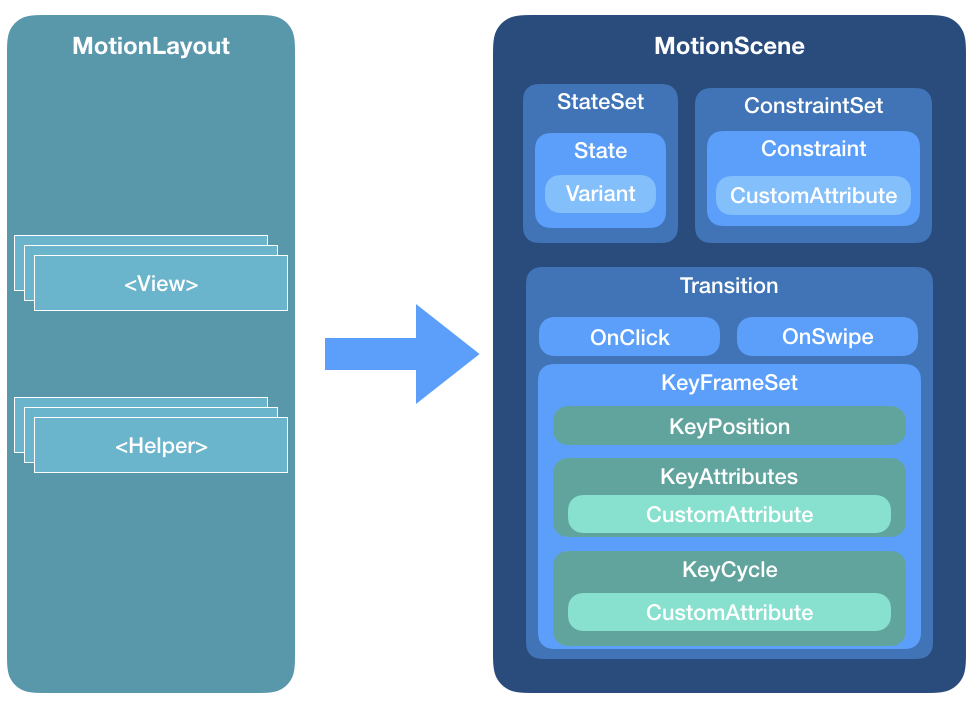 MotionLayout
<View>
<Helper>
MotionScene
StateSet
State
Variant
ConstraintSet
Constraint
CustomAttribute
Transition
OnClick
OnSwipe
KeyFrameSet
KeyPosition
KeyAttributes
CustomAttribute
KeyCycle
CustomAttribute